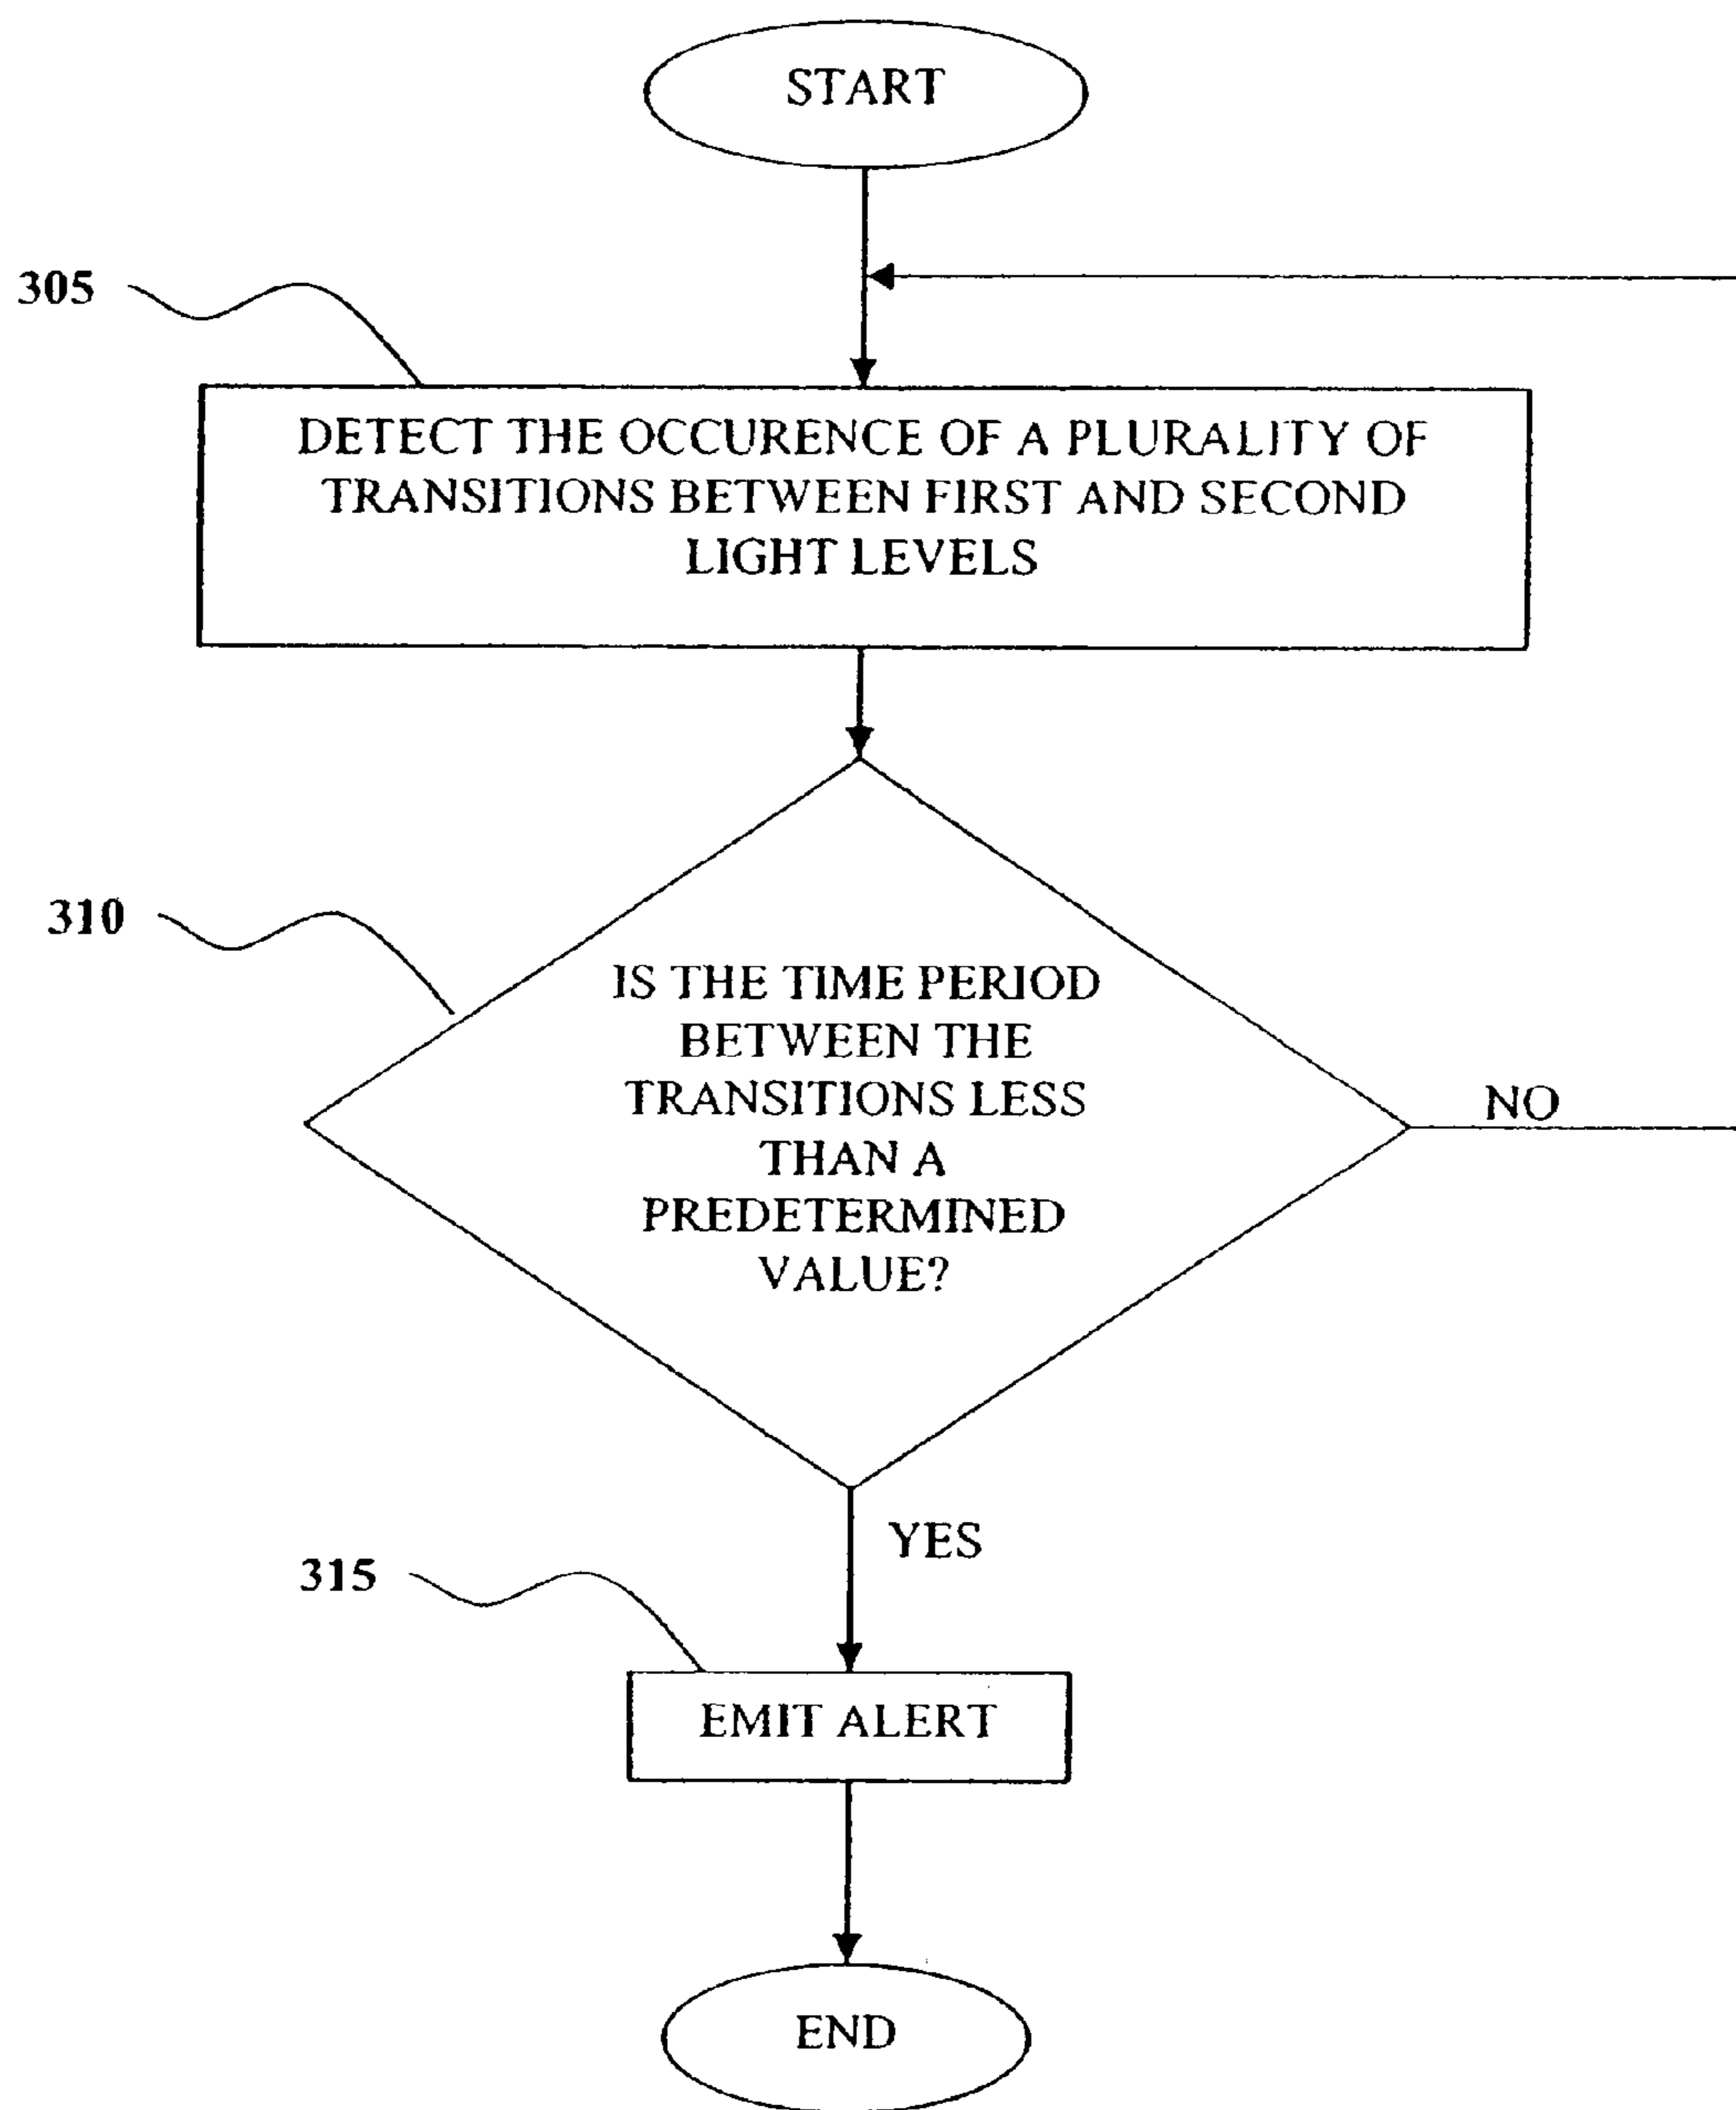 START
305
DETECT THE OCCURENCE OF A PLURALITY OF
TRANSITIONS BETWEEN FIRST AND SECOND
LIGHT LEVELS
310
IS THE TIME PERIOD
BETWEEN THE
TRANSITIONS LESS
THAN A
PREDETERMINED
VALUE?
NO
YES
315
EMIT ALERT
END